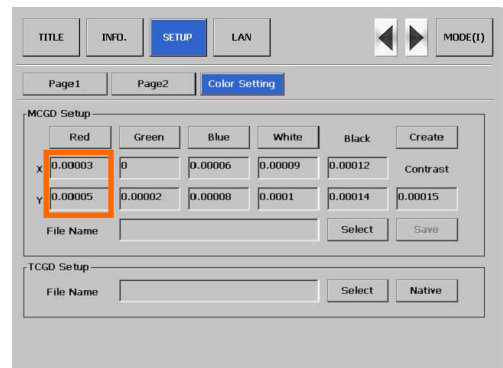 TITLE INFO. SETUP LAN MODE(I)
Page1 Page2 Color Setting
MCGD Setup
Red Green Blue White Black Create
X 0.00003 0 0.00006 0.00009 0.00012 Contrast
Y 0.00005 0.00002 0.00008 0.0001 0.00014 0.00015
File Name Select Save
TCGD Setup
File Name Select Native